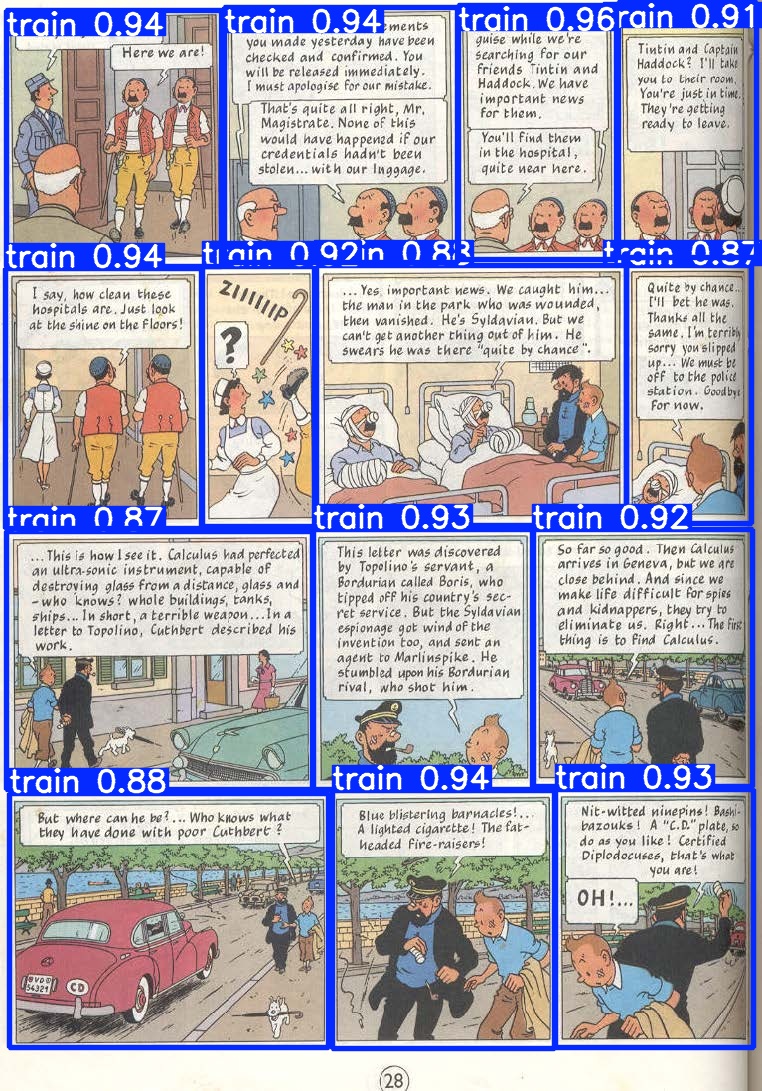 train 0.94
Here we are!
train 0.94
ements
you made yesterday have been
checked and confirmed. You
will be released immediately.
I must apologise for our mistake.
That's quite all right, Mr.
Magistrate. None of this
would have happened if our
credentials hadn't been
stolen... with our luggage.
train 0.96
guise while we're
searching for our
friends Tintin and
Haddock. We have
important news
for them.
You'll find them
in the hospital,
quite near here.
train 0.91
Tintin and Captain
Haddock? I'll take
you to their room.
You're just in time.
They're getting
ready to leave.
train 0.94
I say, how clean these
hospitals are. Just look
at the shine on the floors!
train 0.92
ZIIIIIIP
?
in 0.88
...Yes, important news. We caught him...
the man in the park who was wounded,
then vanished. He's Syldavian. But we
can't get another thing out of him. He
swears he was there "quite by chance".
train 0.87
Quite by chance...
I'll bet he was.
Thanks all the
same. I'm terribly
sorry you slipped
up... We must be
off to the police
station. Goodbye
for now.
train 0.87
...This is how I see it. Calculus had perfected
an ultra-sonic instrument, capable of
destroying glass from a distance, glass and
- who knows? whole buildings, tanks,
ships... In short, a terrible weapon... In a
letter to Topolino, Cuthbert described his
work.
train 0.93
This letter was discovered
by Topolino's servant, a
Bordurian called Boris, who
tipped off his country's sec-
ret service. But the Syldavian
espionage got wind of the
invention too, and sent an
agent to Marlinspike. He
stumbled upon his Bordurian
rival, who shot him.
train 0.92
So far so good. Then Calculus
arrives in Geneva, but we are
close behind. And since we
make life difficult for spies
and kidnappers, they try to
eliminate us. Right... The first
thing is to find Calculus.
train 0.88
But where can he be?... Who knows what
they have done with poor Cuthbert?
VD
54321
CD
train 0.94
Blue blistering barnacles!...
A lighted cigarette! The fat-
headed fire-raisers!
train 0.93
Nit-witted ninepins! Bashi-
bazouks! A "C.D." plate, so
do as you like! Certified
Diplodocuses, that's what
you are!
OH!...
28